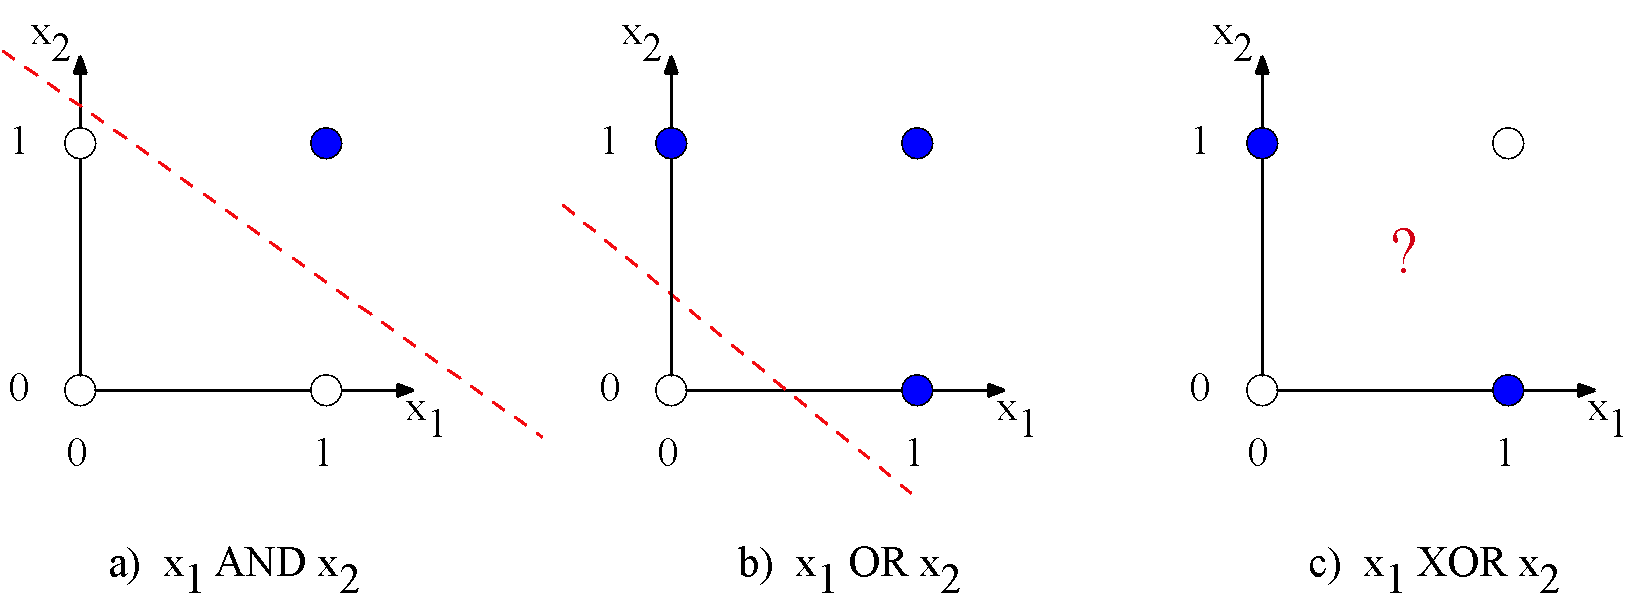 x2 x2 x2
1 1 1
?
0 0 0
x1 x1 x1
0 1 0 1 0 1
a) x1 AND x2 b) x1 OR x2 c) x1 XOR x2